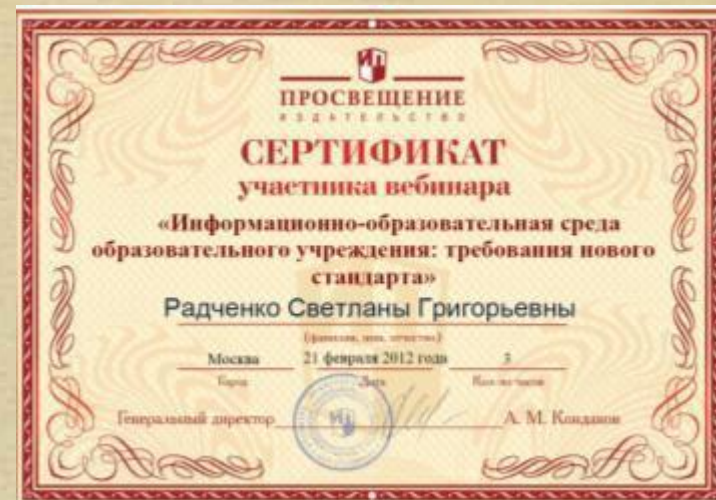 ИП
ПРОСВЕЩЕНИЕ
ИЗДАТЕЛЬСТВО
СЕРТИФИКАТ
участника вебинара
«Информационно-образовательная среда
образовательного учреждения: требования нового
стандарта»
Радченко Светланы Григорьевны
(фамилия, имя, отчество)
Москва 21 февраля 2012 года 3
Город Дата Кол-во часов
Генеральный директор А. М. Кондаков